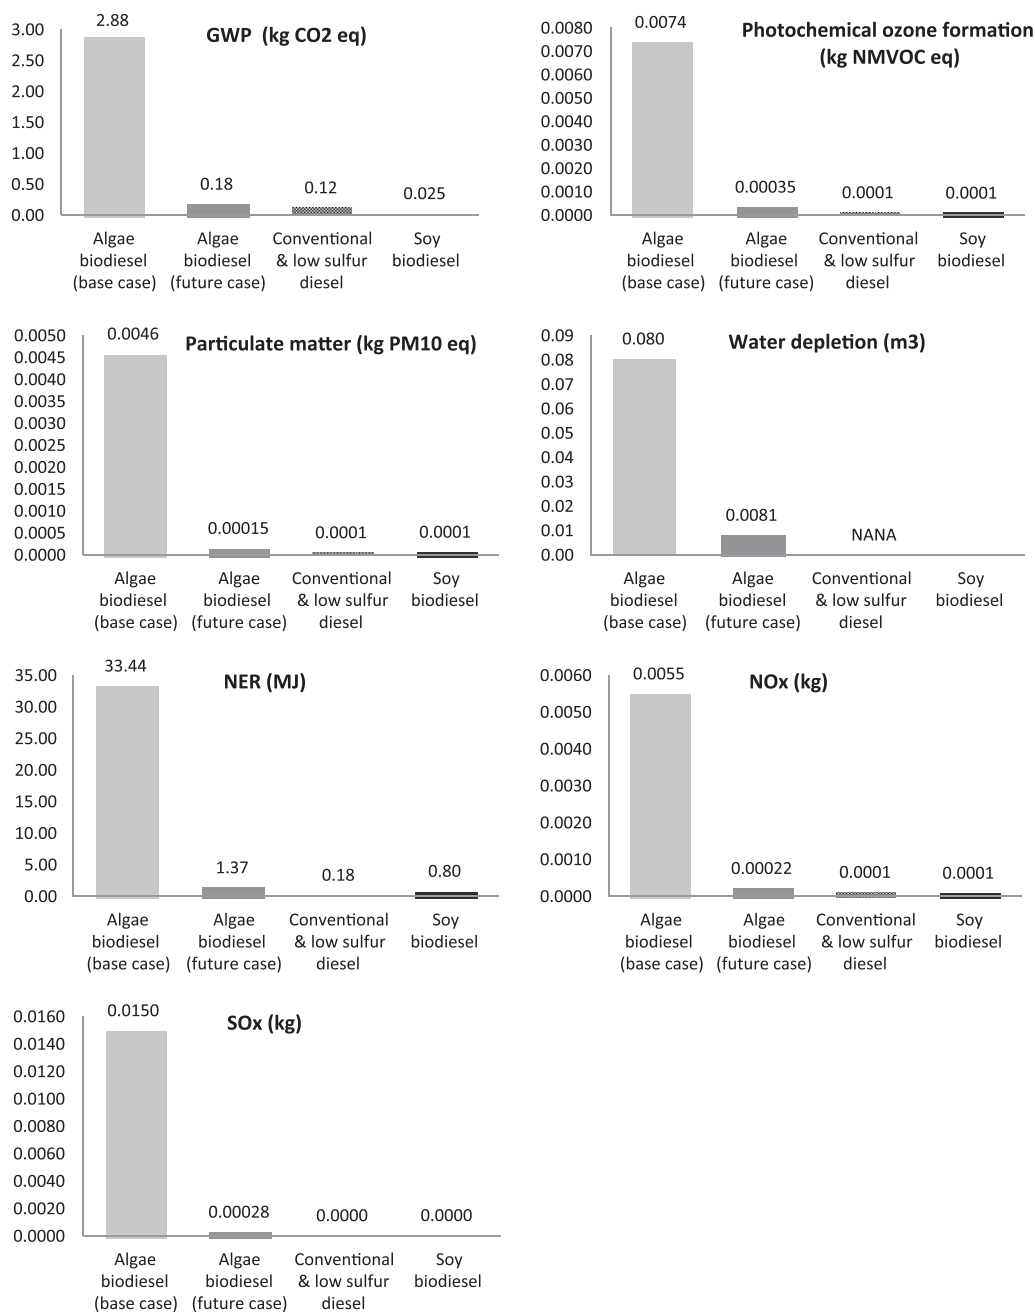 GWP (kg CO2 eq)
3.00
2.50
2.00
1.50
1.00
0.50
0.00
2.88
0.18
0.12
0.025
Algae
biodiesel
(base case)
Algae
biodiesel
(future case)
Conventional
& low sulfur
diesel
Soy
biodiesel
Photochemical ozone formation
(kg NMVOC eq)
0.0080
0.0070
0.0060
0.0050
0.0040
0.0030
0.0020
0.0010
0.0000
0.0074
0.00035
0.0001
0.0001
Algae
biodiesel
(base case)
Algae
biodiesel
(future case)
Conventional
& low sulfur
diesel
Soy
biodiesel
Particulate matter (kg PM10 eq)
0.0050
0.0045
0.0040
0.0035
0.0030
0.0025
0.0020
0.0015
0.0010
0.0005
0.0000
0.0046
0.00015
0.0001
0.0001
Algae
biodiesel
(base case)
Algae
biodiesel
(future case)
Conventional
& low sulfur
diesel
Soy
biodiesel
Water depletion (m3)
0.09
0.08
0.07
0.06
0.05
0.04
0.03
0.02
0.01
0.00
0.080
0.0081
NANA
Algae
biodiesel
(base case)
Algae
biodiesel
(future case)
Conventional
& low sulfur
diesel
Soy
biodiesel
NER (MJ)
35.00
30.00
25.00
20.00
15.00
10.00
5.00
0.00
33.44
1.37
0.18
0.80
Algae
biodiesel
(base case)
Algae
biodiesel
(future case)
Conventional
& low sulfur
diesel
Soy
biodiesel
NOx (kg)
0.0060
0.0050
0.0040
0.0030
0.0020
0.0010
0.0000
0.0055
0.00022
0.0001
0.0001
Algae
biodiesel
(base case)
Algae
biodiesel
(future case)
Conventional
& low sulfur
diesel
Soy
biodiesel
SOx (kg)
0.0160
0.0140
0.0120
0.0100
0.0080
0.0060
0.0040
0.0020
0.0000
0.0150
0.00028
0.0000
0.0000
Algae
biodiesel
(base case)
Algae
biodiesel
(future case)
Conventional
& low sulfur
diesel
Soy
biodiesel